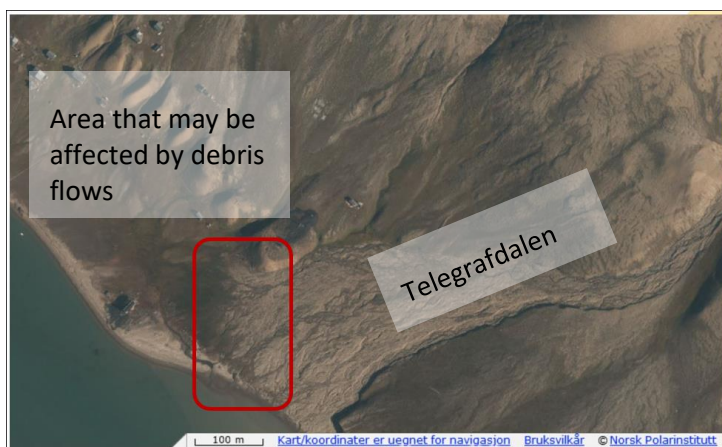 Area that may be
affected by debris
flows
Telegrafdalen
100 m Kart/koordinater er uegnet for navigasjon Bruksvilkår © Norsk Polarinstitutt